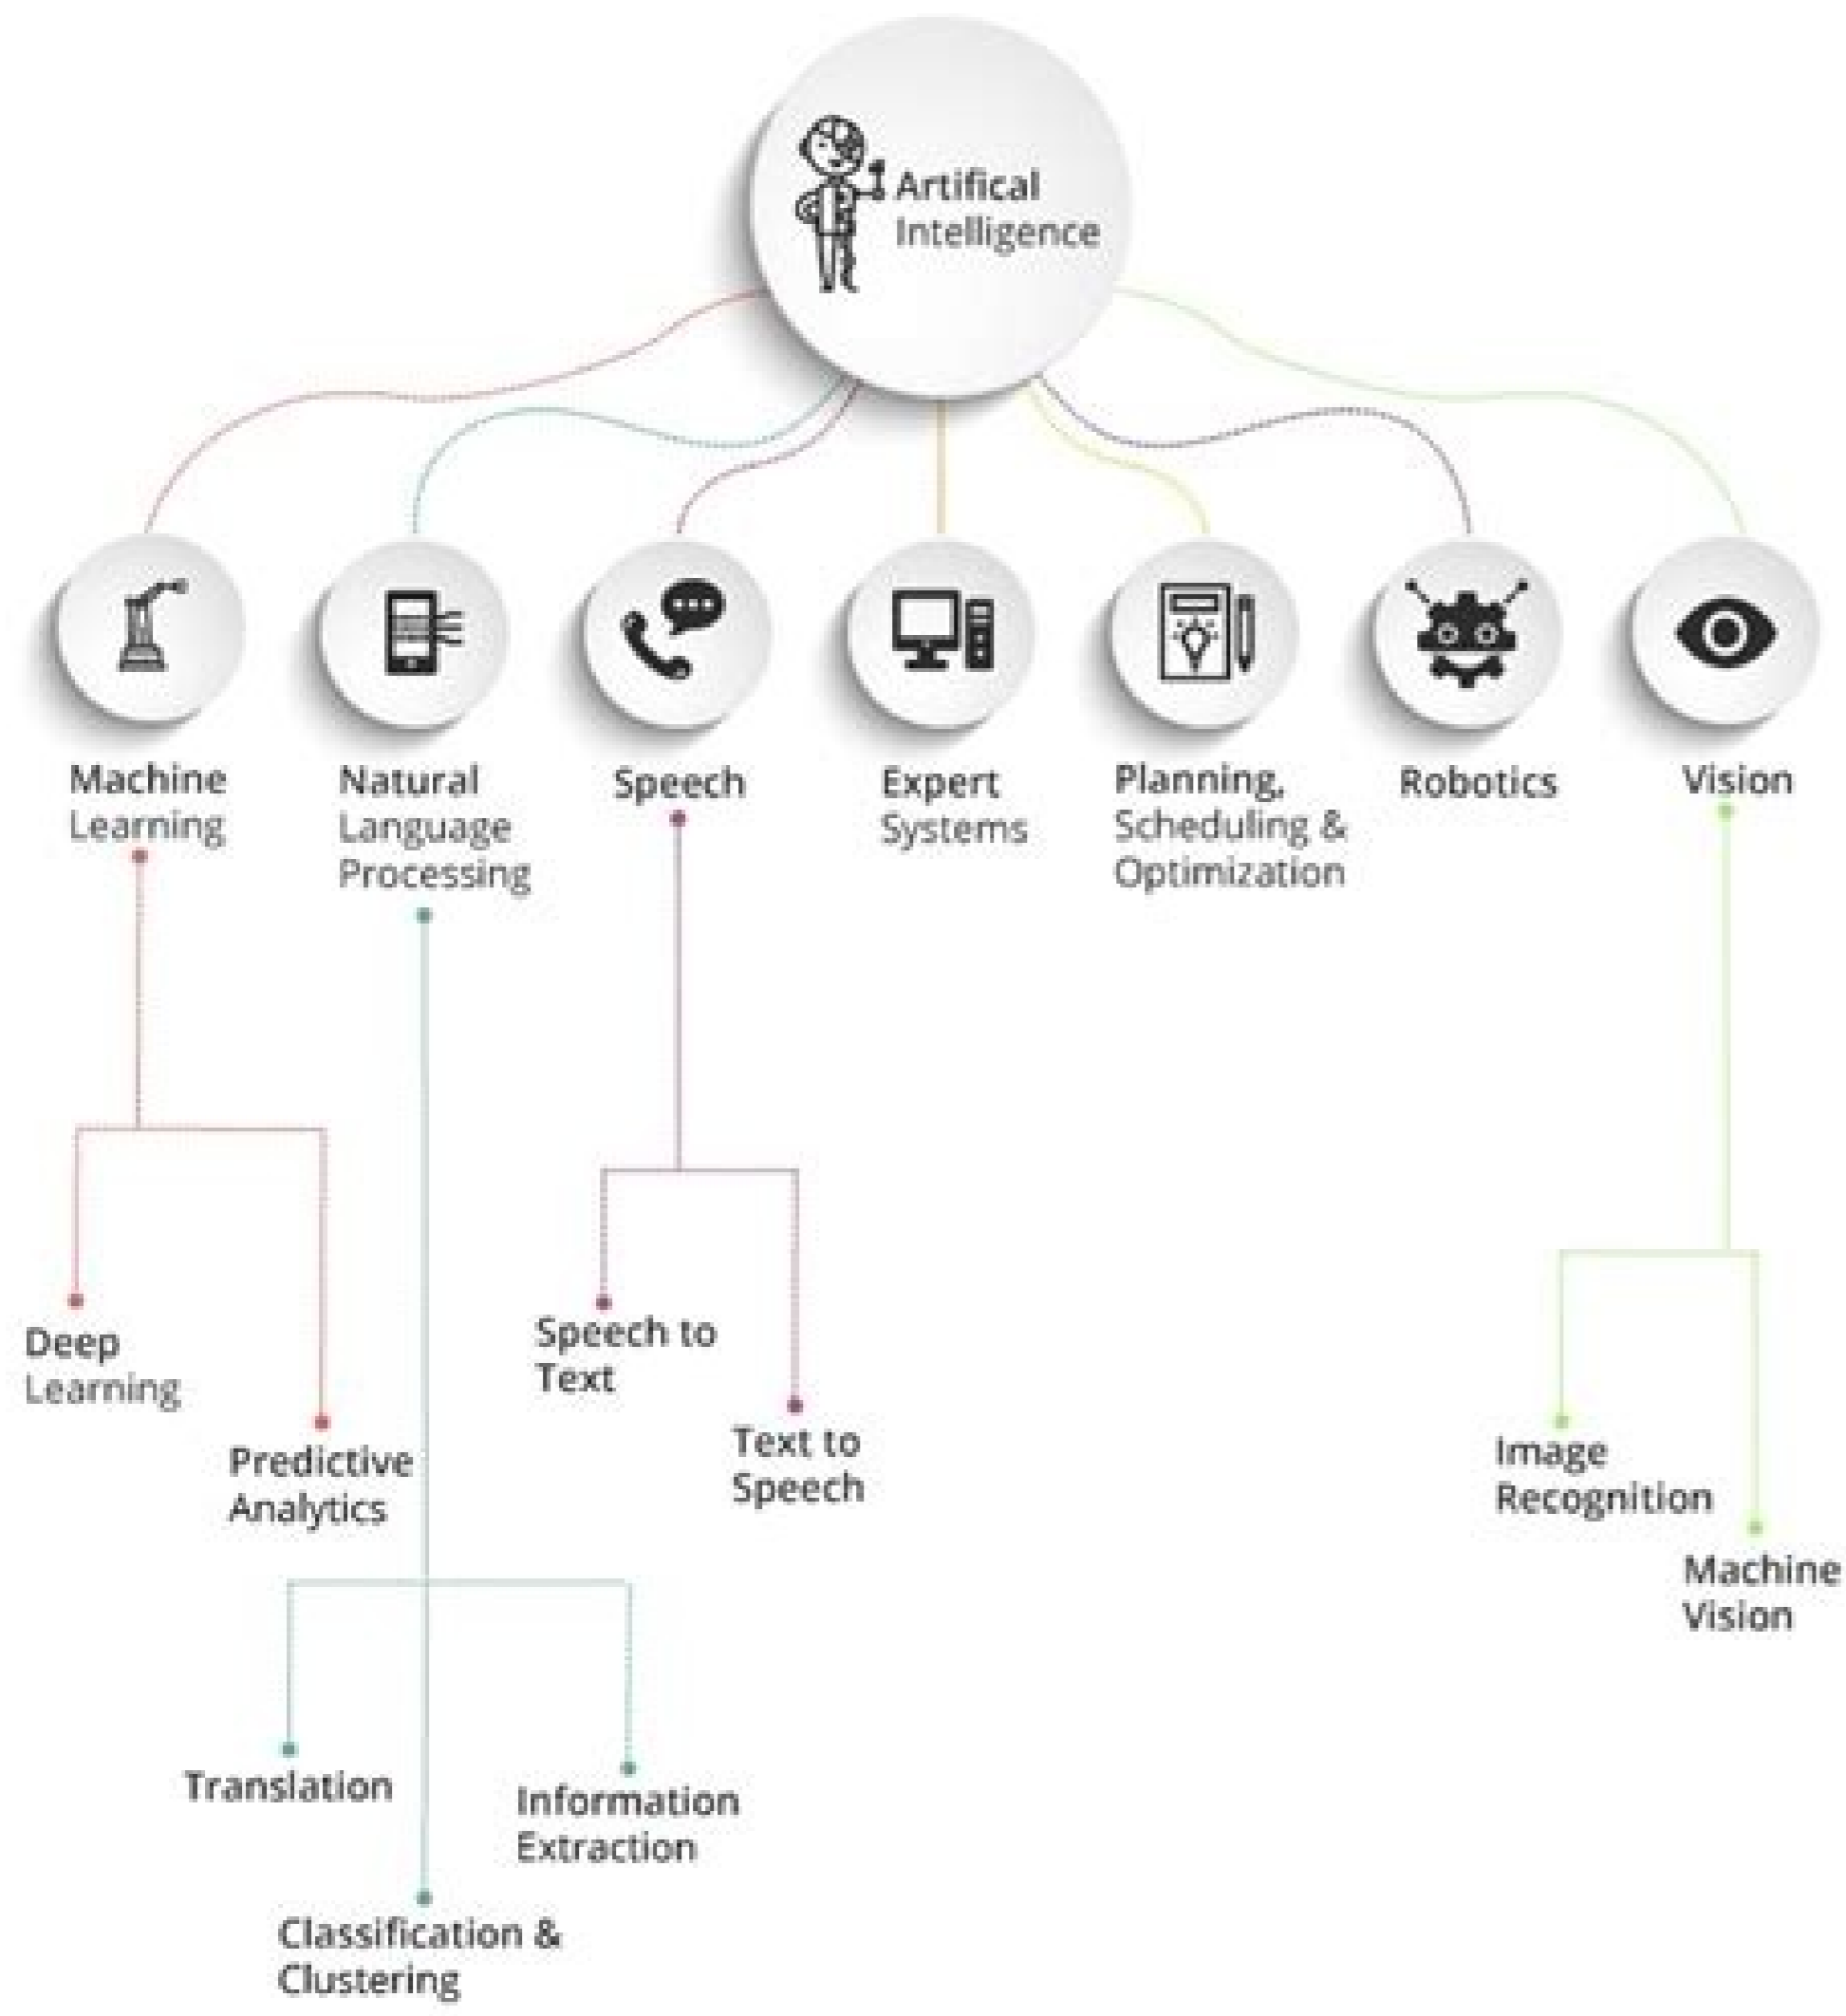 Artifical
Intelligence
Machine
Learning
Natural
Language
Processing
Speech
Expert
Systems
Planning,
Scheduling &
Optimization
Robotics
Vision
Deep
Learning
Predictive
Analytics
Speech to
Text
Text to
Speech
Image
Recognition
Machine
Vision
Translation
Information
Extraction
Classification &
Clustering